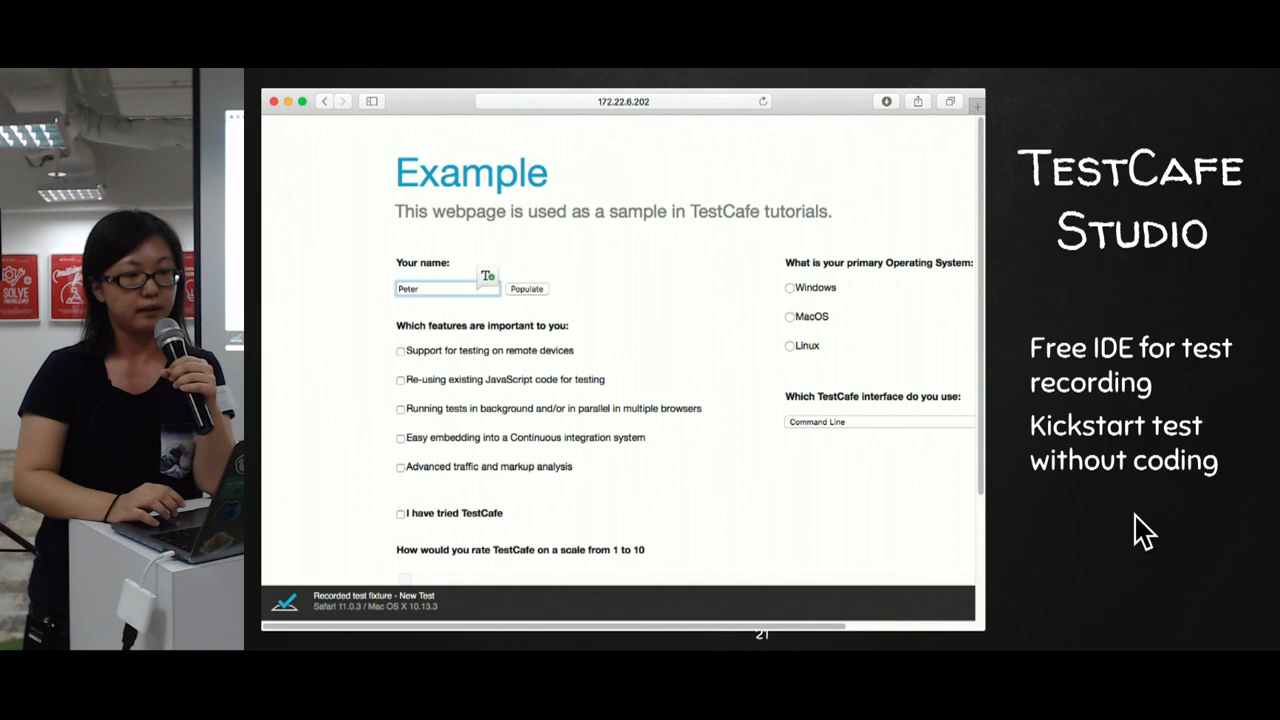 SOLVE
172.22.6.202
Example
This webpage is used as a sample in TestCafe tutorials.
Your name:
Peter
Populate
Which features are important to you:
Support for testing on remote devices
Re-using existing JavaScript code for testing
Running tests in background and/or in parallel in multiple browsers
Easy embedding into a Continuous integration system
Advanced traffic and markup analysis
I have tried TestCafe
How would you rate TestCafe on a scale from 1 to 10
What is your primary Operating System:
Windows
MacOS
Linux
Which TestCafe interface do you use:
Command Line
Recorded test fixture - New Test
Safari 11.0.3 / Mac OS X 10.13.3
21
TestCafe
Studio
Free IDE for test
recording
Kickstart test
without coding